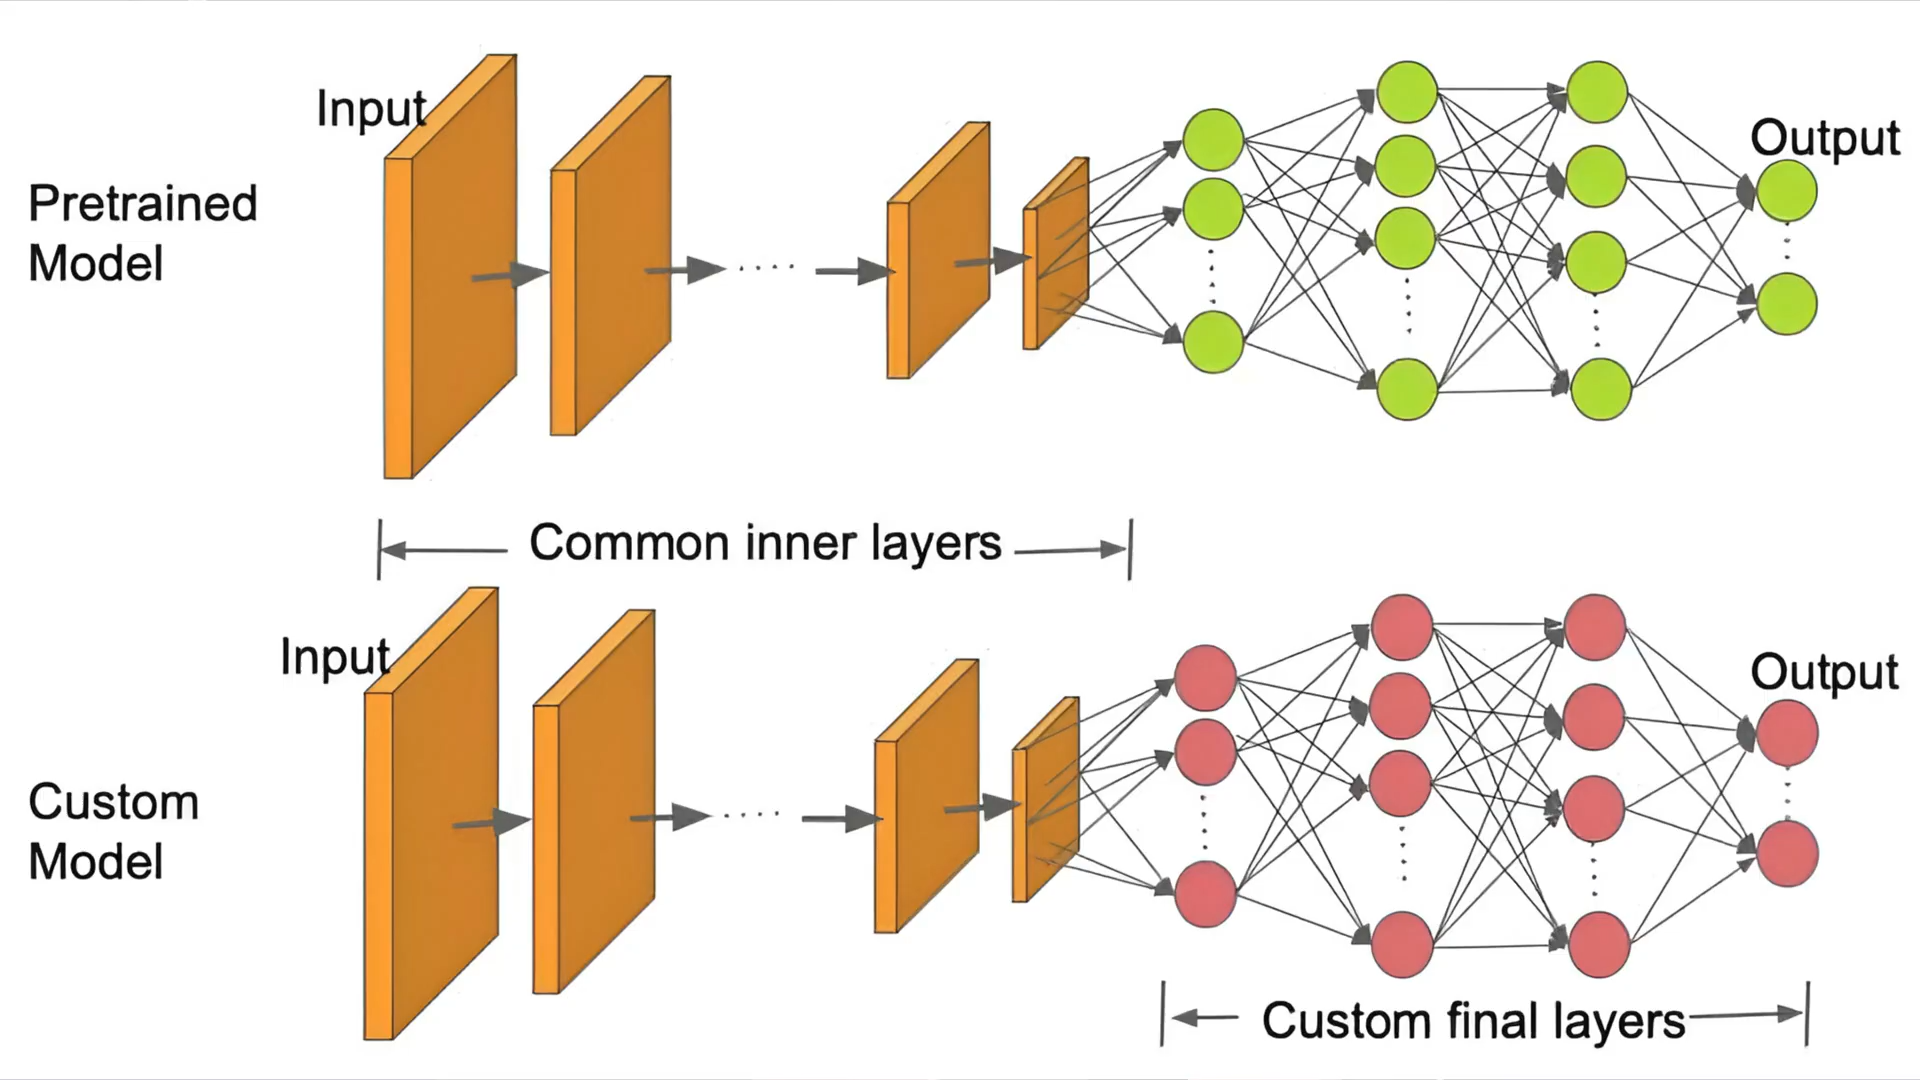 Input
Output
Pretrained
Model
Common inner layers
Input
Output
Custom
Model
Custom final layers